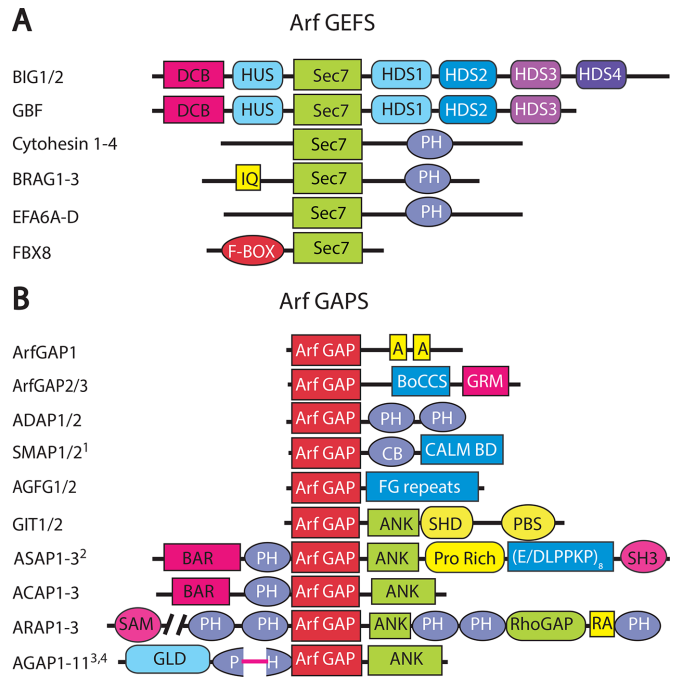 A Arf GEFS
BIG1/2 DCB HUS Sec7 HDS1 HDS2 HDS3 HDS4
GBF DCB HUS Sec7 HDS1 HDS2 HDS3
Cytohesin 1-4 Sec7 PH
BRAG1-3 IQ Sec7 PH
EFA6A-D Sec7 PH
FBX8 F-BOX Sec7
B Arf GAPS
ArfGAP1 Arf GAP A A
ArfGAP2/3 Arf GAP BoCCS GRM
ADAP1/2 Arf GAP PH PH
SMAP1/2¹ Arf GAP CB CALM BD
AGFG1/2 Arf GAP FG repeats
GIT1/2 Arf GAP ANK SHD PBS
ASAP1-3² BAR PH Arf GAP ANK Pro Rich (E/DLPPKP)₈ SH3
ACAP1-3 BAR PH Arf GAP ANK
ARAP1-3 SAM PH PH Arf GAP ANK PH PH RhoGAP RA PH
AGAP1-11³,⁴ GLD P H Arf GAP ANK